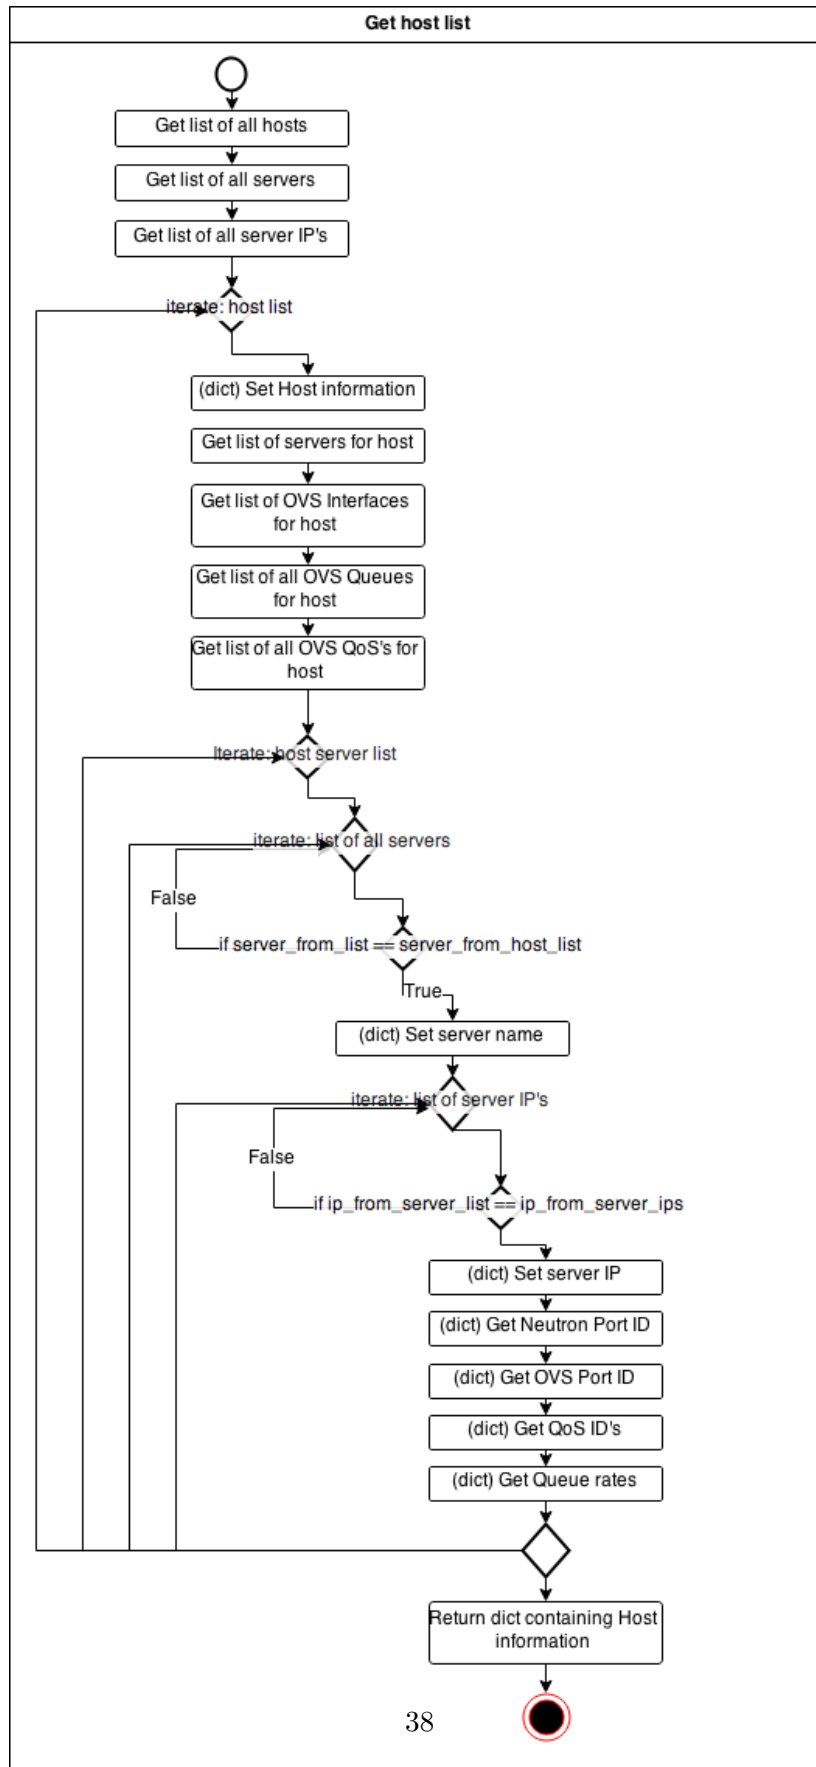 Get host list
Get list of all hosts
Get list of all servers
Get list of all server IP's
iterate: host list
(dict) Set Host information
Get list of servers for host
Get list of OVS Interfaces
for host
Get list of all OVS Queues
for host
Get list of all OVS QoS's for
host
Iterate: host server list
iterate: list of all servers
False
if server_from_list == server_from_host_list
True
(dict) Set server name
iterate: list of server IP's
False
if ip_from_server_list == ip_from_server_ips
(dict) Set server IP
(dict) Get Neutron Port ID
(dict) Get OVS Port ID
(dict) Get QoS ID's
(dict) Get Queue rates
Return dict containing Host
information
38